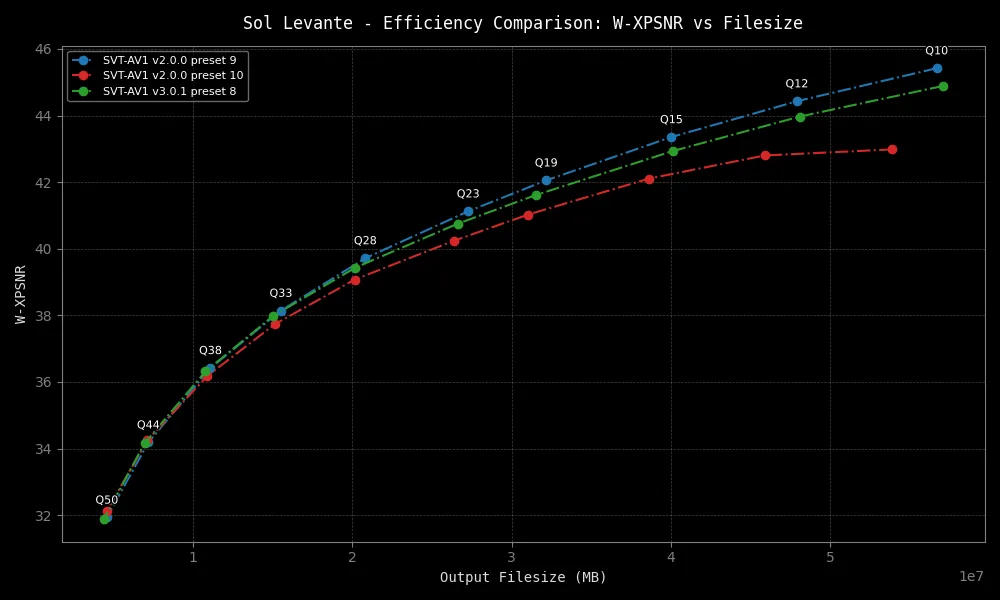 Sol Levante - Efficiency Comparison: W-XPSNR vs Filesize
SVT-AV1 v2.0.0 preset 9
SVT-AV1 v2.0.0 preset 10
SVT-AV1 v3.0.1 preset 8
Q10
Q12
Q15
Q19
Q23
Q28
Q33
Q38
Q44
Q50
46
44
42
40
38
36
34
32
W-XPSNR
1 2 3 4 5
1e7
Output Filesize (MB)